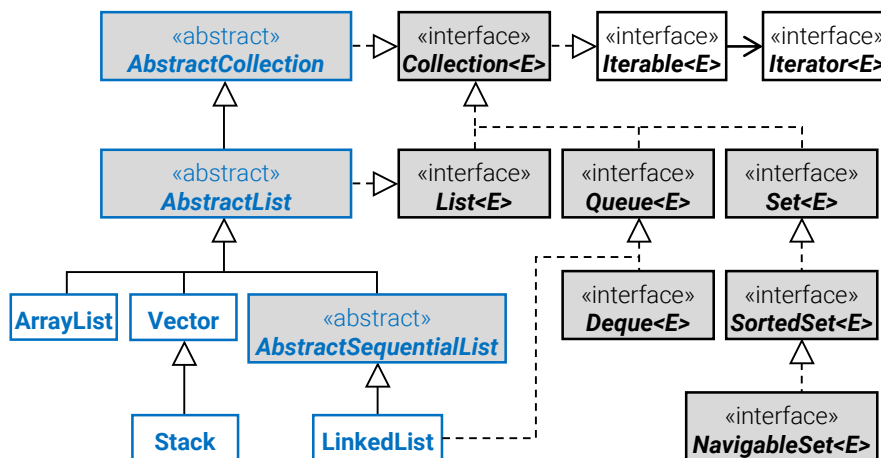 «abstract»
AbstractCollection
«interface»
Collection<E>
«interface»
Iterable<E>
«interface»
Iterator<E>
«abstract»
AbstractList
«interface»
List<E>
«interface»
Queue<E>
«interface»
Set<E>
ArrayList
Vector
«abstract»
AbstractSequentialList
«interface»
Deque<E>
«interface»
SortedSet<E>
Stack
LinkedList
«interface»
NavigableSet<E>